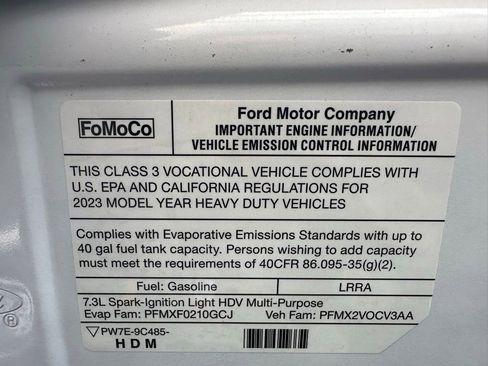 FoMoCo
Ford Motor Company
IMPORTANT ENGINE INFORMATION/
VEHICLE EMISSION CONTROL INFORMATION
THIS CLASS 3 VOCATIONAL VEHICLE COMPLIES WITH
U.S. EPA AND CALIFORNIA REGULATIONS FOR
2023 MODEL YEAR HEAVY DUTY VEHICLES
Complies with Evaporative Emissions Standards with up to
40 gal fuel tank capacity. Persons wishing to add capacity
must meet the requirements of 40CFR 86.095-35(g)(2).
Fuel: Gasoline LRRA
7.3L Spark-Ignition Light HDV Multi-Purpose
Evap Fam: PFMXF0210GCJ Veh Fam: PFMX2VOCV3AA
PW7E-9C485-
HDM